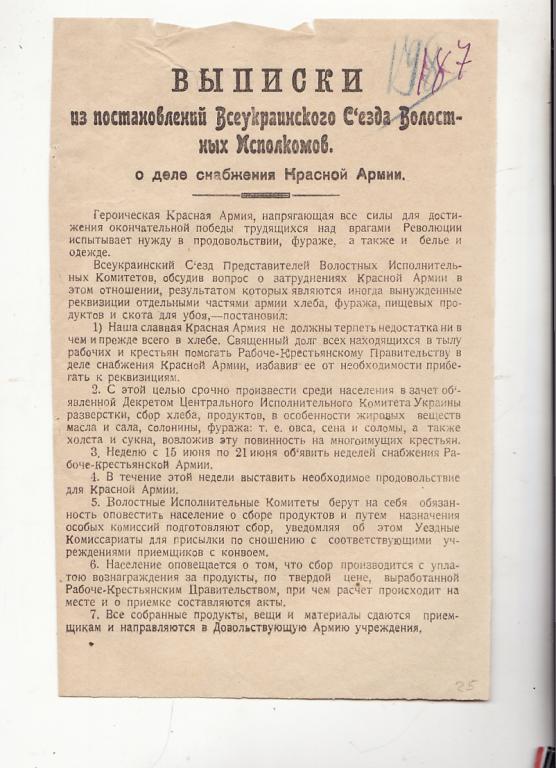 187
ВЫПИСКИ
из постановлений Всеукраинского С'езда Волост-
ных Исполкомов.
о деле снабжения Красной Армии.
Героическая Красная Армия, напрягающая все силы для дости-
жения окончательной победы трудящихся над врагами Революции
испытывает нужду в продовольствии, фураже, а также и белье и
одежде.
Всеукраинский С'езд Представителей Волостных Исполнитель-
ных Комитетов, обсудив вопрос о затруднениях Красной Армии в
этом отношении, результатом которых являются иногда вынужденные
реквизиции отдельными частями армии хлеба, фуража, пищевых про-
дуктов и скота для убоя,—постановил:
1) Наша славная Красная Армия не должны терпеть недостатка ни в
чем и прежде всего в хлебе. Священный долг всех находящихся в тылу
рабочих и крестьян помогать Рабоче-Крестьянскому Правительству в
деле снабжения Красной Армии, избавив ее от необходимости прибе-
гать к реквизициям.
2. С этой целью срочно произвести среди населения в зачет об'-
явленной Декретом Центрального Исполнительного Комитета Украины
разверстки, сбор хлеба, продуктов, в особенности жировых веществ
масла и сала, солонины, фуража: т. е. овса, сена и соломы, а также
холста и сукна, возложив эту повинность на многоимущих крестьян.
3. Неделю с 15 июня по 21 июня об'явить неделей снабжения Ра-
боче-Крестьянской Армии.
4. В течение этой недели выставить необходимое продовольствие
для Красной Армии.
5. Волостные Исполнительные Комитеты берут на себя обязан-
ность оповестить население о сборе продуктов и путем назначения
особых комиссий подготовляют сбор, уведомляя об этом Уездные
Комиссариаты для присылки по сношению с соответствующими уч-
реждениями приемщиков с конвоем.
6. Население оповещается о том, что сбор производится с упла-
тою вознаграждения за продукты, по твердой цене, выработанной
Рабоче-Крестьянским Правительством, при чем расчет происходит на
месте и о приемке составляются акты.
7. Все собранные продукты, вещи и материалы сдаются прием-
щикам и направляются в Довольствующую Армию учреждения.
25